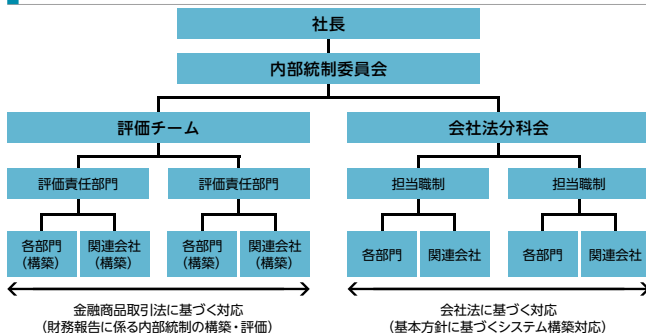 社長
内部統制委員会
評価チーム
会社法分科会
評価責任部門
評価責任部門
担当職制
担当職制
各部門
(構築)
関連会社
(構築)
各部門
(構築)
関連会社
(構築)
各部門
関連会社
各部門
関連会社
金融商品取引法に基づく対応
(財務報告に係る内部統制の構築・評価)
会社法に基づく対応
(基本方針に基づくシステム構築対応)